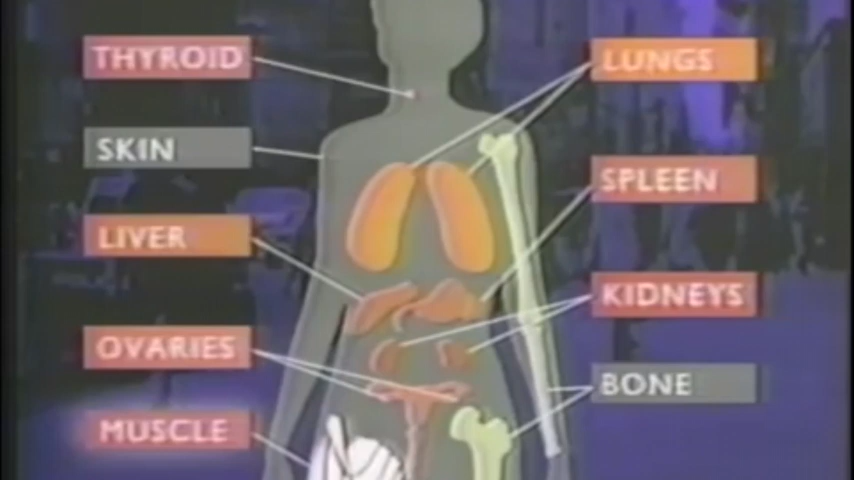 THYROID
SKIN
LIVER
OVARIES
MUSCLE
LUNGS
SPLEEN
KIDNEYS
BONE